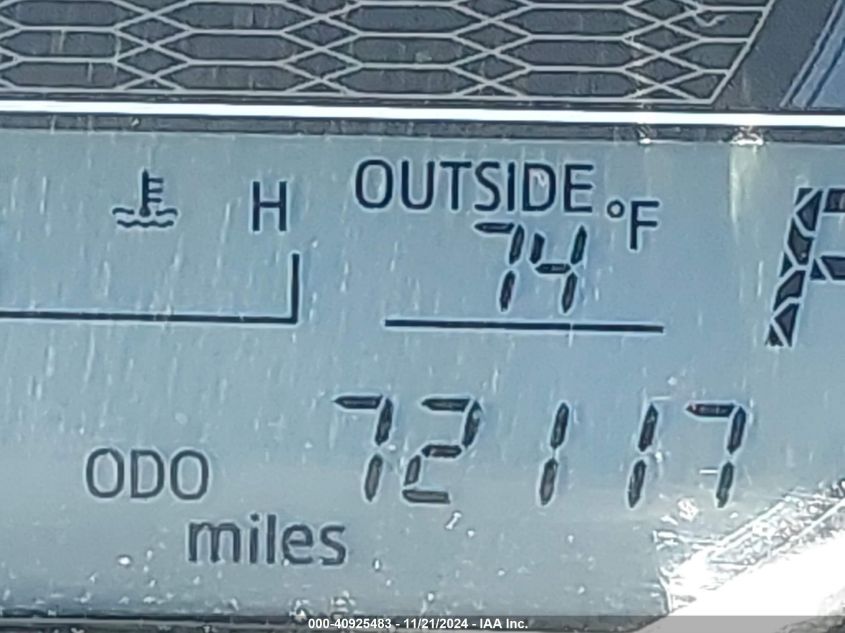 H
OUTSIDE
74 °F
P
72117
ODO
miles
000-40925483 - 11/21/2024 - IAA Inc.